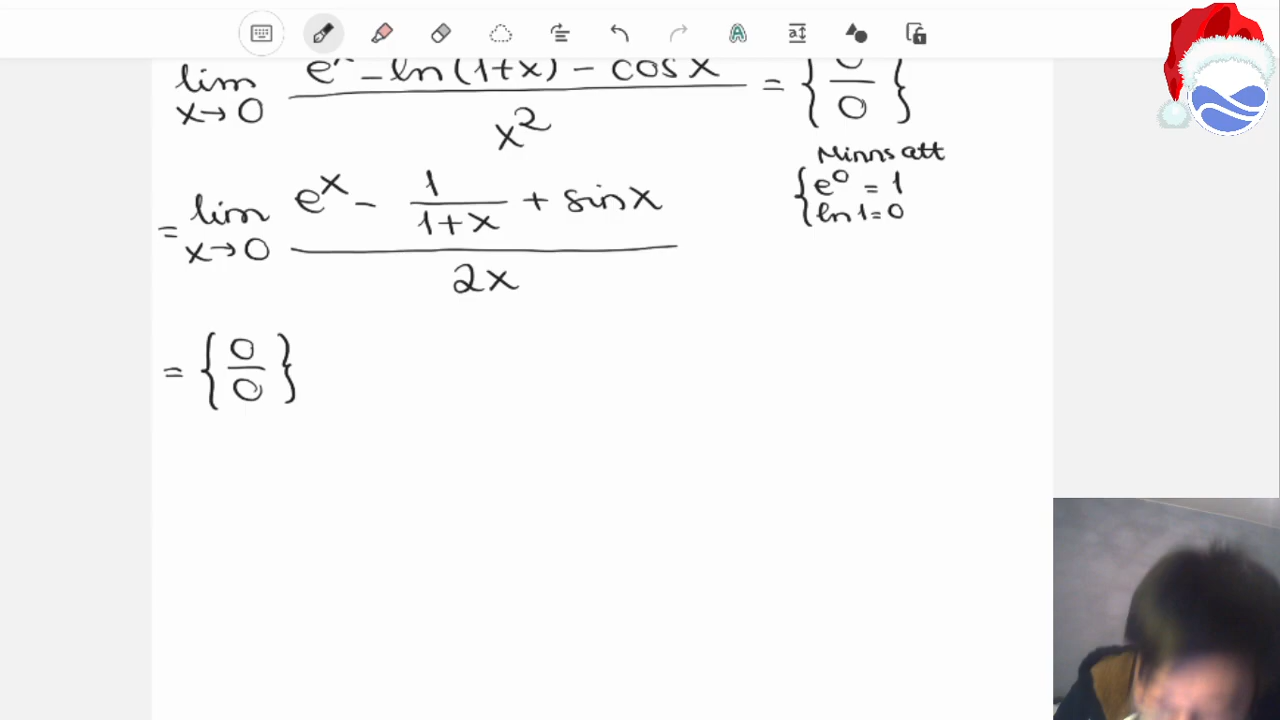 lim x→0 (e^x - ln(1+x) - cos x) / x² = {0/0}
Minns att
{e⁰ = 1
ln 1 = 0
= lim x→0 (e^x - 1/(1+x) + sin x) / 2x
= {0/0}